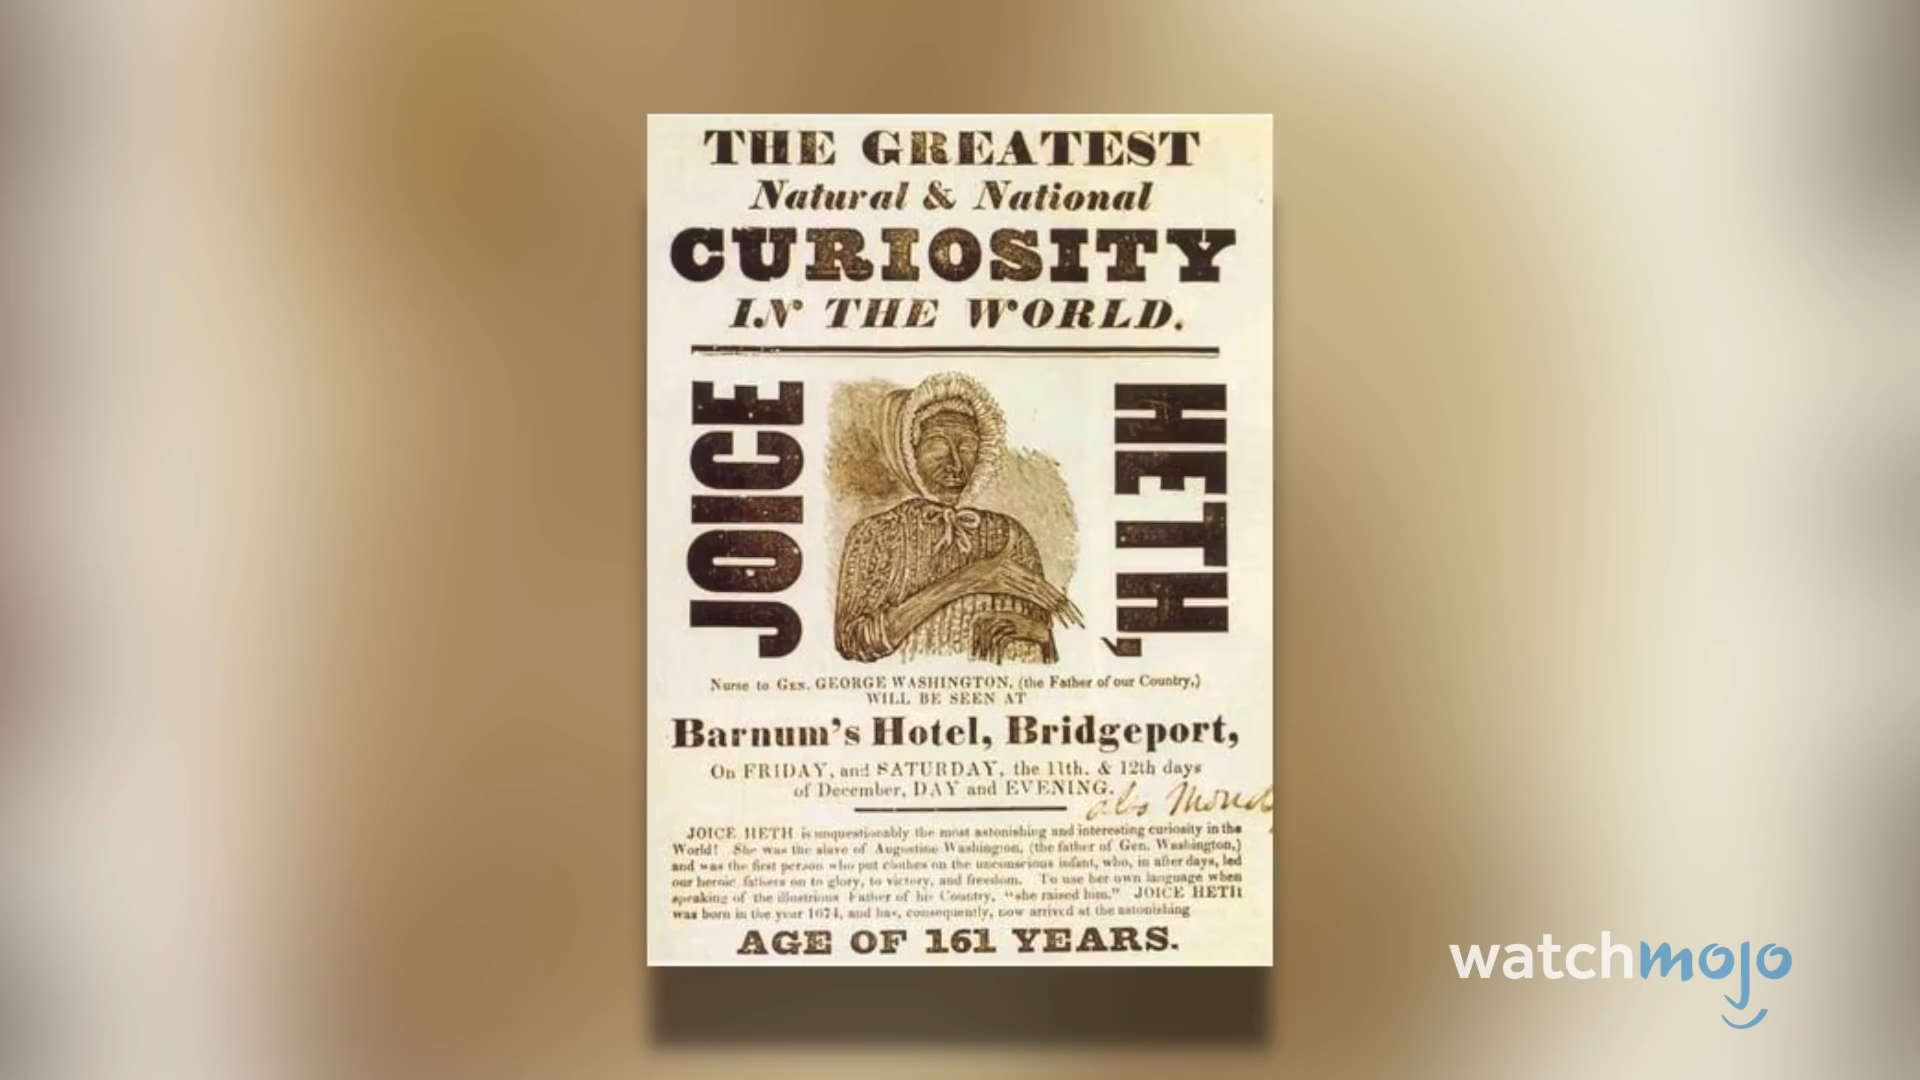 THE GREATEST
Natural & National
CURIOSITY
IN THE WORLD.
JOICE
HETH,
Nurse to GEN. GEORGE WASHINGTON, (the Father of our Country,)
WILL BE SEEN AT
Barnum's Hotel, Bridgeport,
On FRIDAY, and SATURDAY, the 11th. & 12th days
of December, DAY and EVENING.
also Mond
JOICE HETH is unquestionably the most astonishing and interesting curiosity in the
World! She was the slave of Augustine Washington, (the father of Gen. Washington,)
and was the first person who put clothes on the unconscious infant, who, in after days, led
our heroic fathers on to glory, to victory, and freedom. To use her own language when
speaking of the illustrious Father of his Country, "she raised him." JOICE HETH
was born in the year 1674, and has, consequently, now arrived at the astonishing
AGE OF 161 YEARS.
watchmojo